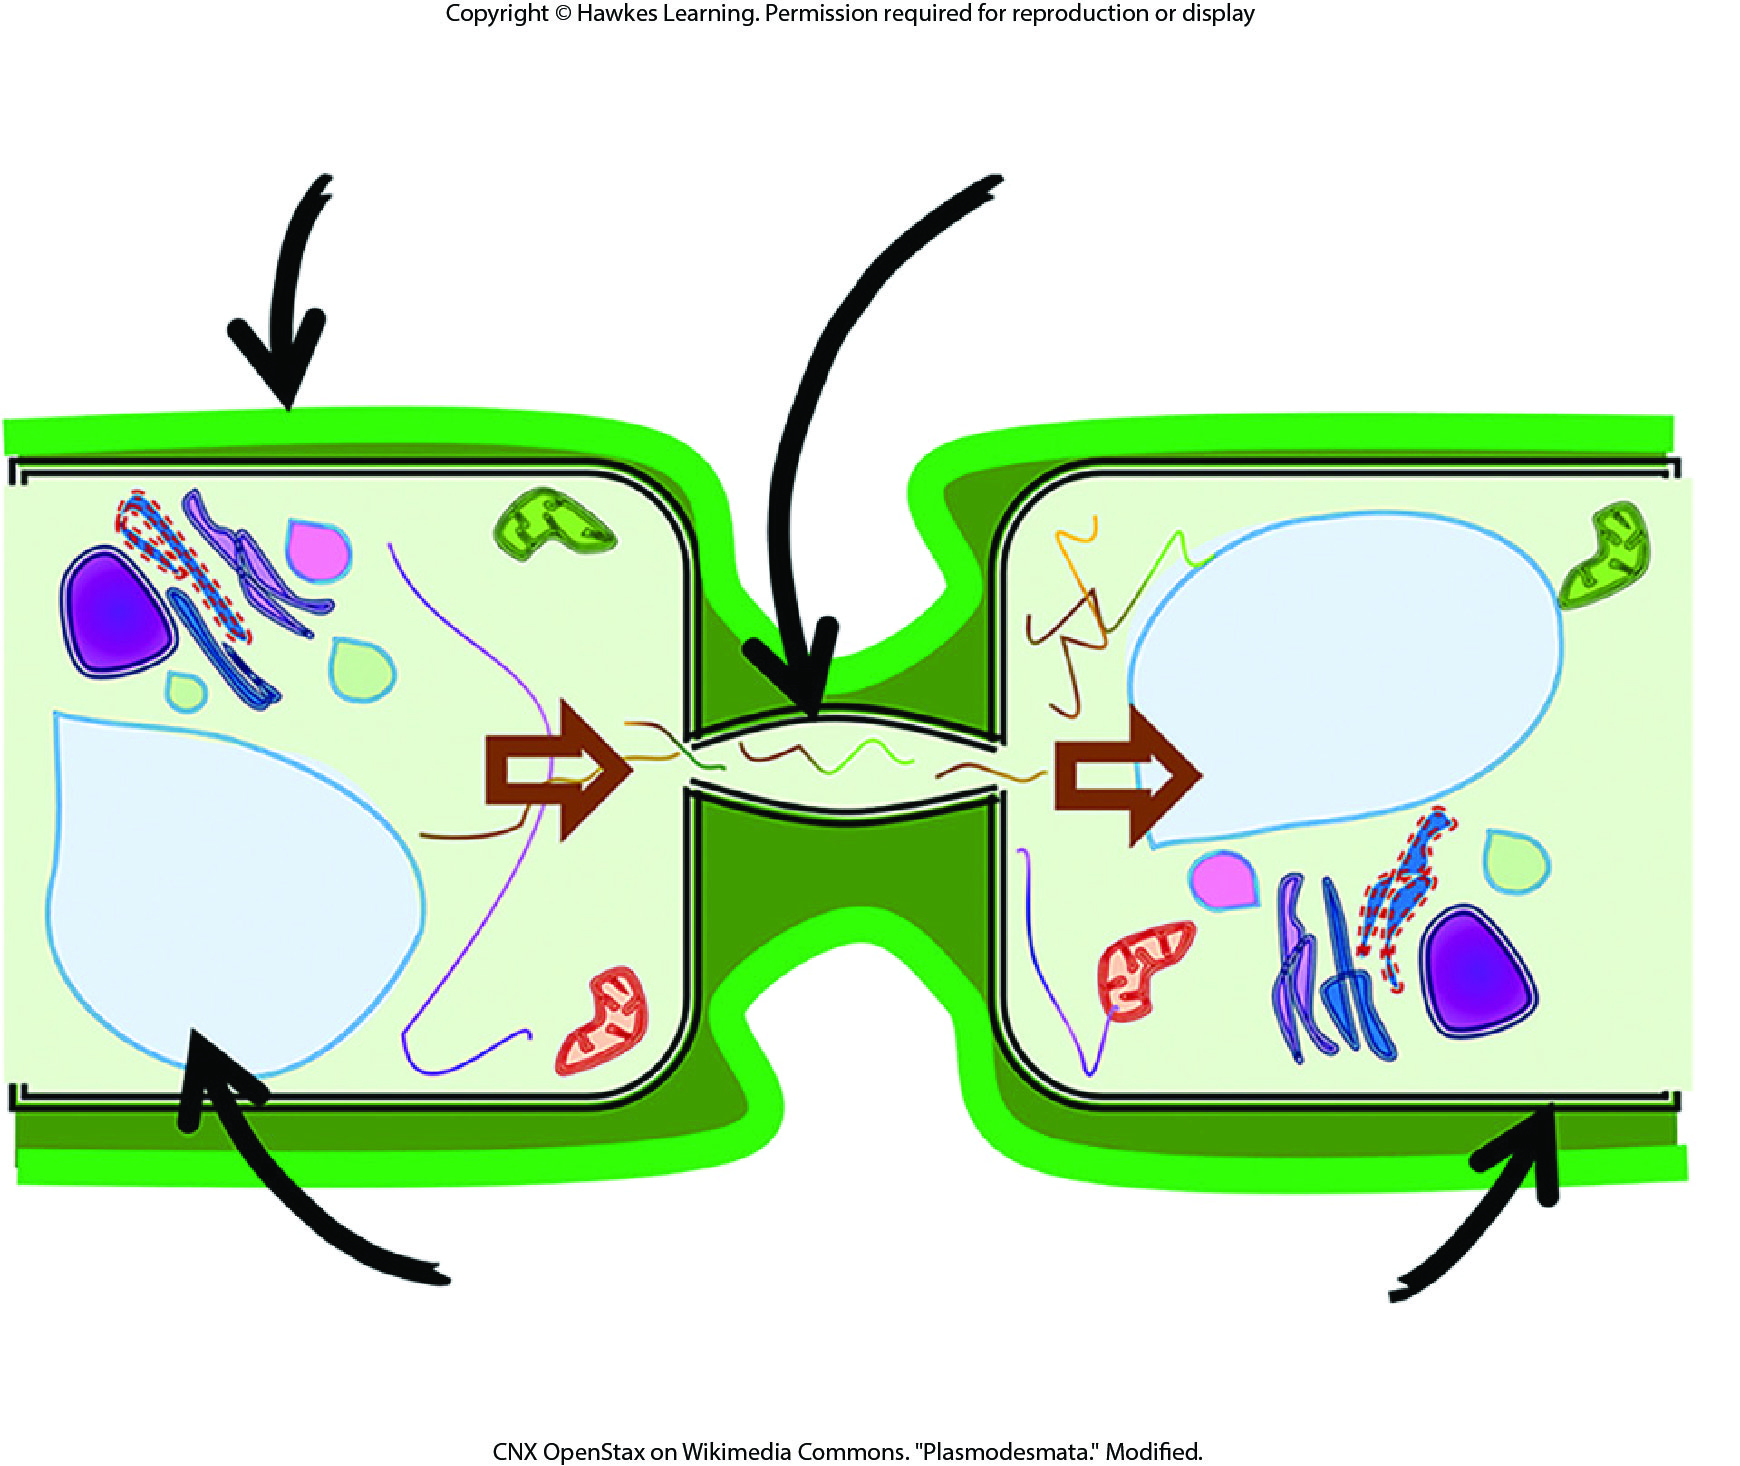 Copyright © Hawkes Learning. Permission required for reproduction or display
CNX OpenStax on Wikimedia Commons. "Plasmodesmata." Modified.